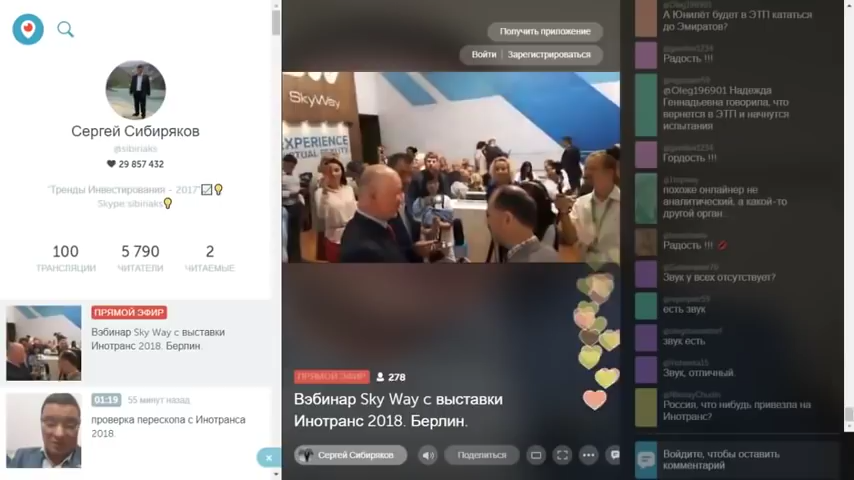 Сергей Сибиряков
@sibiriaks
29 857 432
"Тренды Инвестирования - 2017"
Skype sibiriaks
100
ТРАНСЛЯЦИИ
5 790
ЧИТАТЕЛИ
2
ЧИТАЕМЫЕ
ПРЯМОЙ ЭФИР
Вэбинар Sky Way с выставки
Инотранс 2018. Берлин.
01:19 55 минут назад
проверка перескопа с Инотранса
2018.
Получить приложение
Войти | Зарегистрироваться
SkyWay
EXPERIENCE
VIRTUAL REALITY
ПРЯМОЙ ЭФИР 278
Вэбинар Sky Way с выставки
Инотранс 2018. Берлин.
Сергей Сибиряков
Поделиться
@Oleg196901
А Юнилёт будет в ЭТП кататься
до Эмиратов?
Радость !!!
@Oleg196901 Надежда
Геннадьевна говорила, что
вернется в ЭТП и начнутся
испытания
Гордость !!!
похоже онлайнер не
аналитический, а какой-то
другой орган..
Радость !!!
Звук у всех отсутствует?
есть звук
звук есть
Звук, отличный.
Россия, что нибудь привезла на
Инотранс?
Войдите, чтобы оставить
комментарий